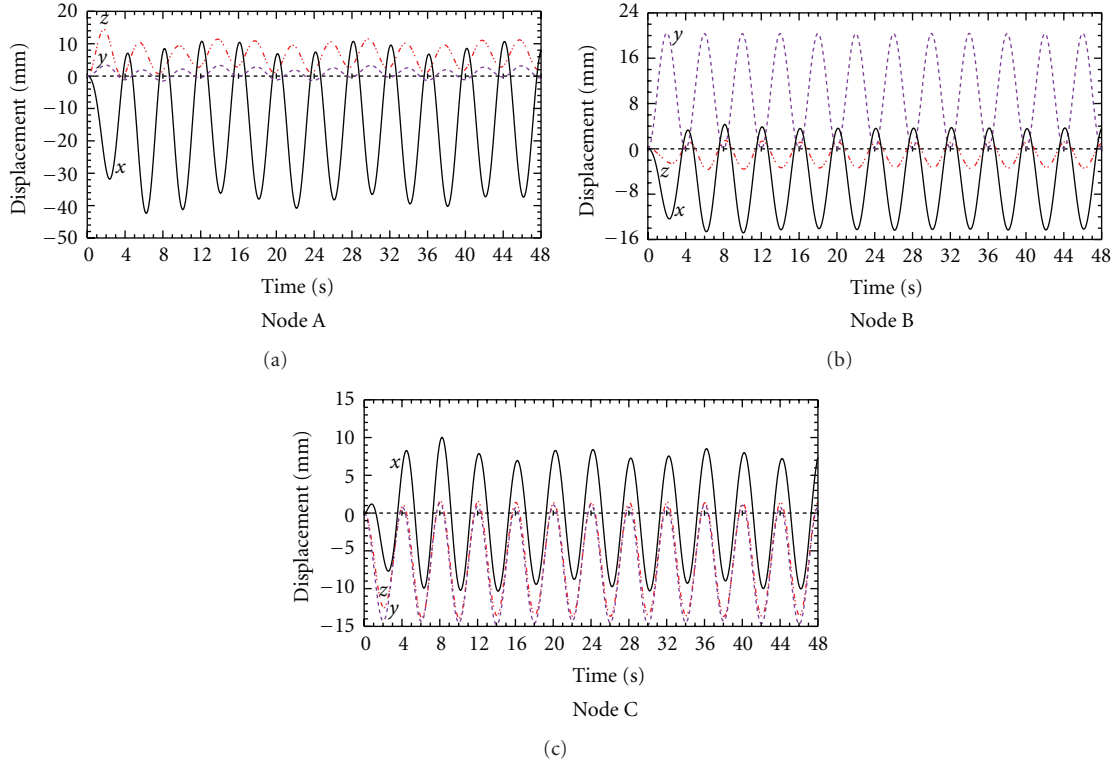 Displacement (mm)
20
10
0
−10
−20
−30
−40
−50
z
y
x
0 4 8 12 16 20 24 28 32 36 40 44 48
Time (s)
Node A
(a)
Displacement (mm)
24
16
8
0
−8
−16
y
z
x
0 4 8 12 16 20 24 28 32 36 40 44 48
Time (s)
Node B
(b)
Displacement (mm)
15
10
5
0
−5
−10
−15
x
z
y
0 4 8 12 16 20 24 28 32 36 40 44 48
Time (s)
Node C
(c)